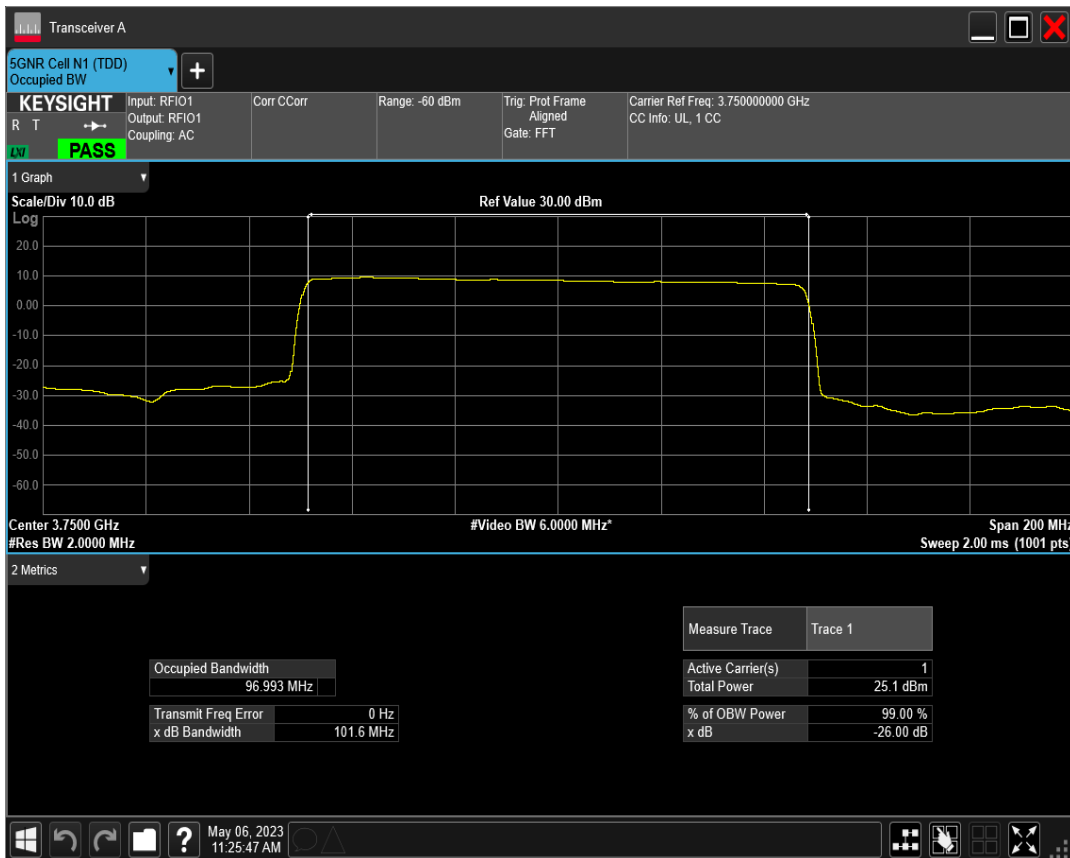 Transceiver A
5GNR Cell N1 (TDD)
Occupied BW
KEYSIGHT
R T
LXI
PASS
Input: RFIO1
Output: RFIO1
Coupling: AC
Corr CCorr
Range: -60 dBm
Trig: Prot Frame
Aligned
Gate: FFT
Carrier Ref Freq: 3.750000000 GHz
CC Info: UL, 1 CC
1 Graph
Scale/Div 10.0 dB
Ref Value 30.00 dBm
Log
20.0
10.0
0.00
-10.0
-20.0
-30.0
-40.0
-50.0
-60.0
Center 3.7500 GHz
#Video BW 6.0000 MHz*
Span 200 MHz
#Res BW 2.0000 MHz
Sweep 2.00 ms (1001 pts)
2 Metrics
Measure Trace Trace 1
Occupied Bandwidth
96.993 MHz
Active Carrier(s) 1
Total Power 25.1 dBm
Transmit Freq Error 0 Hz
x dB Bandwidth 101.6 MHz
% of OBW Power 99.00 %
x dB -26.00 dB
?
May 06, 2023
11:25:47 AM